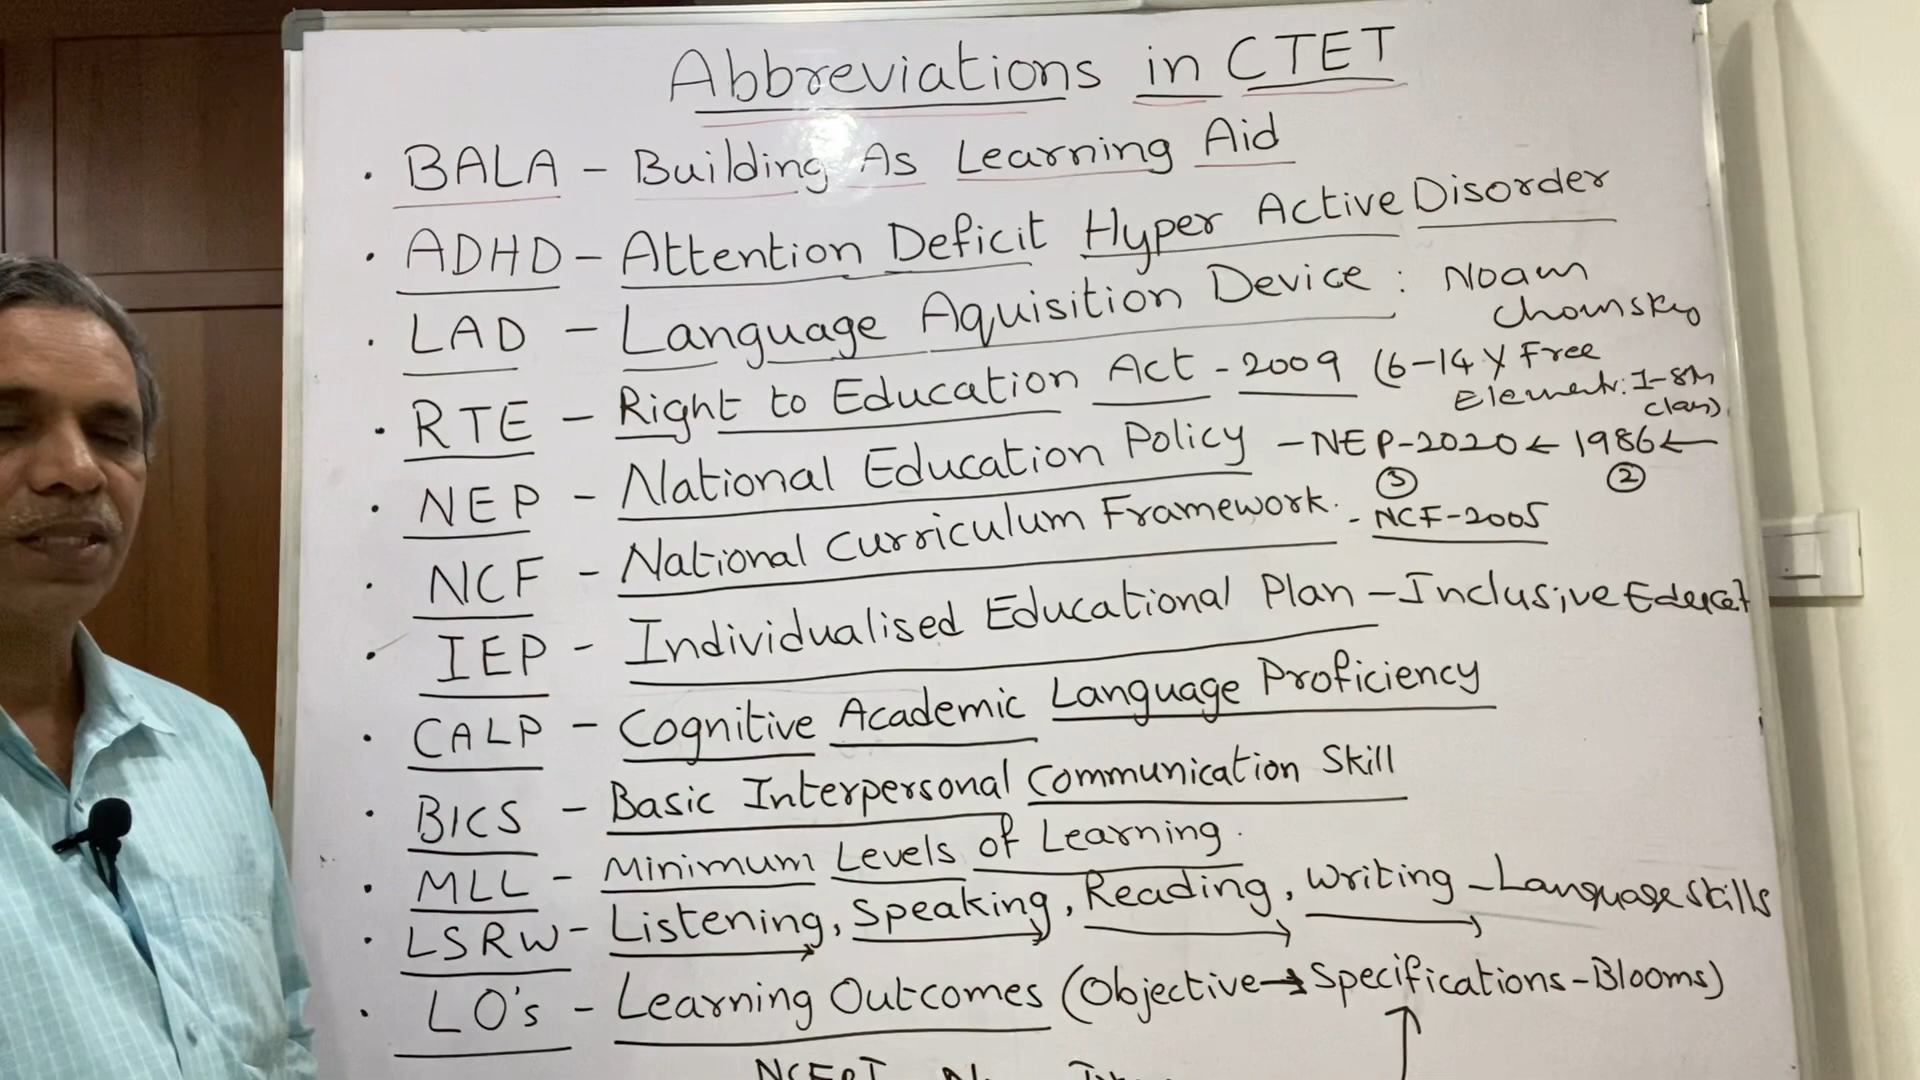 Abbreviations in CTET
. BALA - Building As Learning Aid
. ADHD - Attention Deficit Hyper Active Disorder
. LAD - Language Aquisition Device : Noam
Chomsky
. RTE - Right to Education Act - 2009 (6-14 Y Free
Element: I-8th
class)
. NEP - National Education Policy - NEP-2020 ← 1986 ←
③ ②
. NCF - National Curriculum Framework. - NCF-2005
. IEP - Individualised Educational Plan - Inclusive Educat
. CALP - Cognitive Academic Language Proficiency
. BICS - Basic Interpersonal Communication Skill
. MLL - Minimum Levels of Learning.
. LSRW - Listening, Speaking, Reading, Writing - Language Skills
. LO's - Learning Outcomes (Objective → Specifications - Blooms)
NCERT